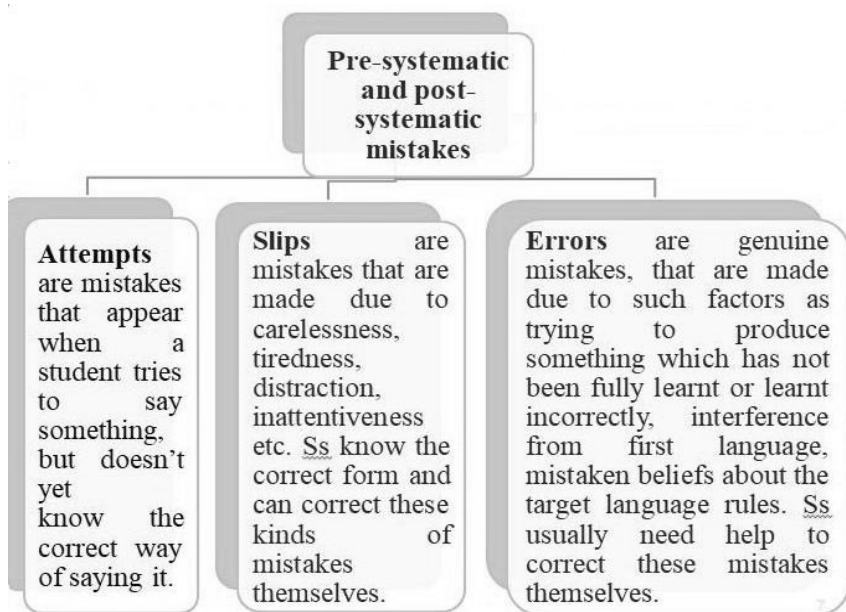 Pre-systematic
and post-
systematic
mistakes
Attempts
are mistakes
that appear
when a
student tries
to say
something,
but doesn't
yet
know the
correct way
of saying it.
Slips are
mistakes that are
made due to
carelessness,
tiredness,
distraction,
inattentiveness
etc. Ss know the
correct form and
can correct these
kinds of
mistakes
themselves.
Errors are genuine
mistakes, that are made
due to such factors as
trying to produce
something which has not
been fully learnt or learnt
incorrectly, interference
from first language,
mistaken beliefs about the
target language rules. Ss
usually need help to
correct these mistakes
themselves.
7